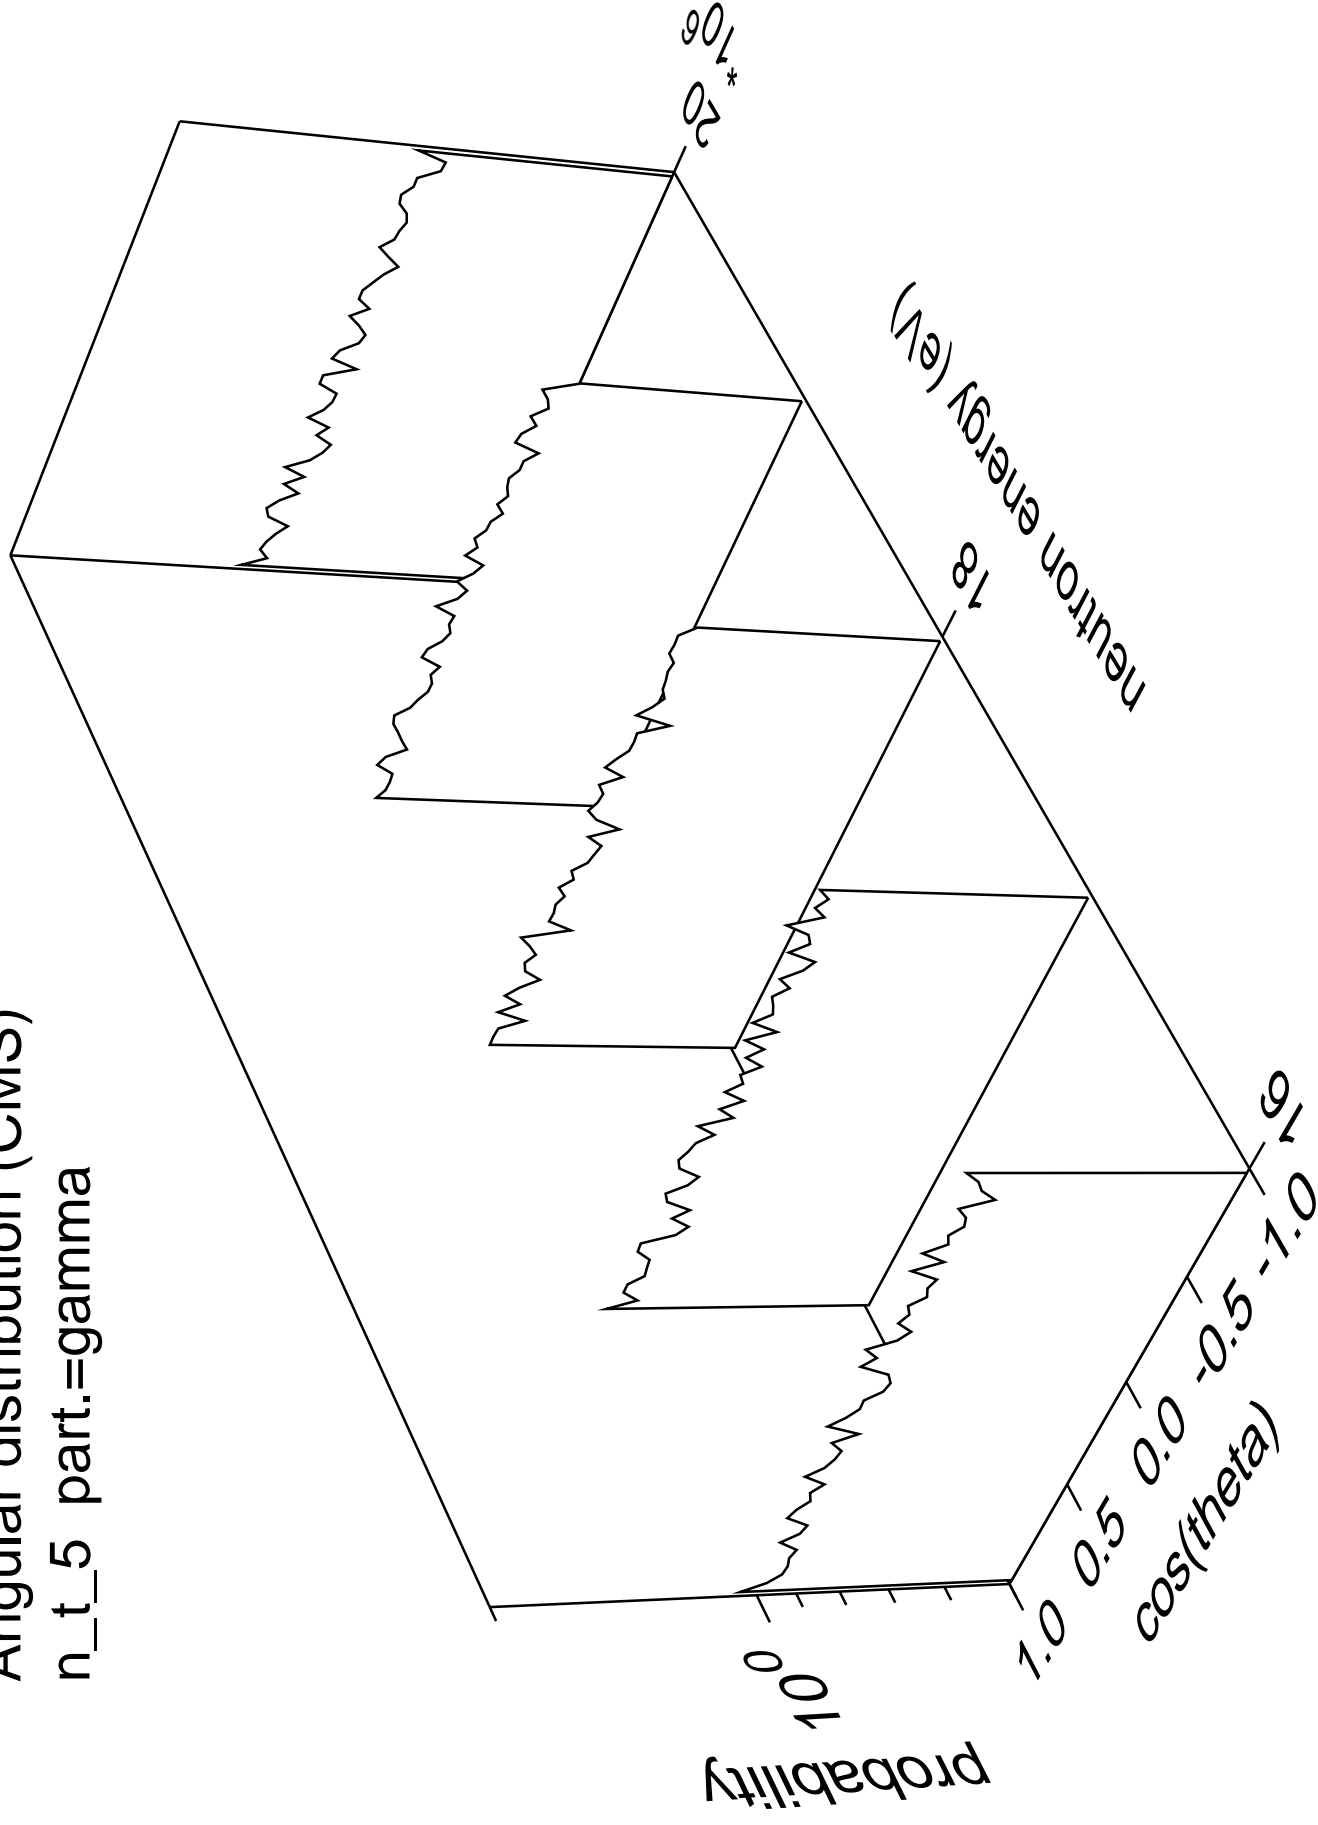 Angular distribution (CMS)
n_t_5 part.=gamma
probability
10 0
1.0 0.5 0.0 -0.5 -1.0
cos(theta)
16 18 20
* 10 6
neutron energy (eV)